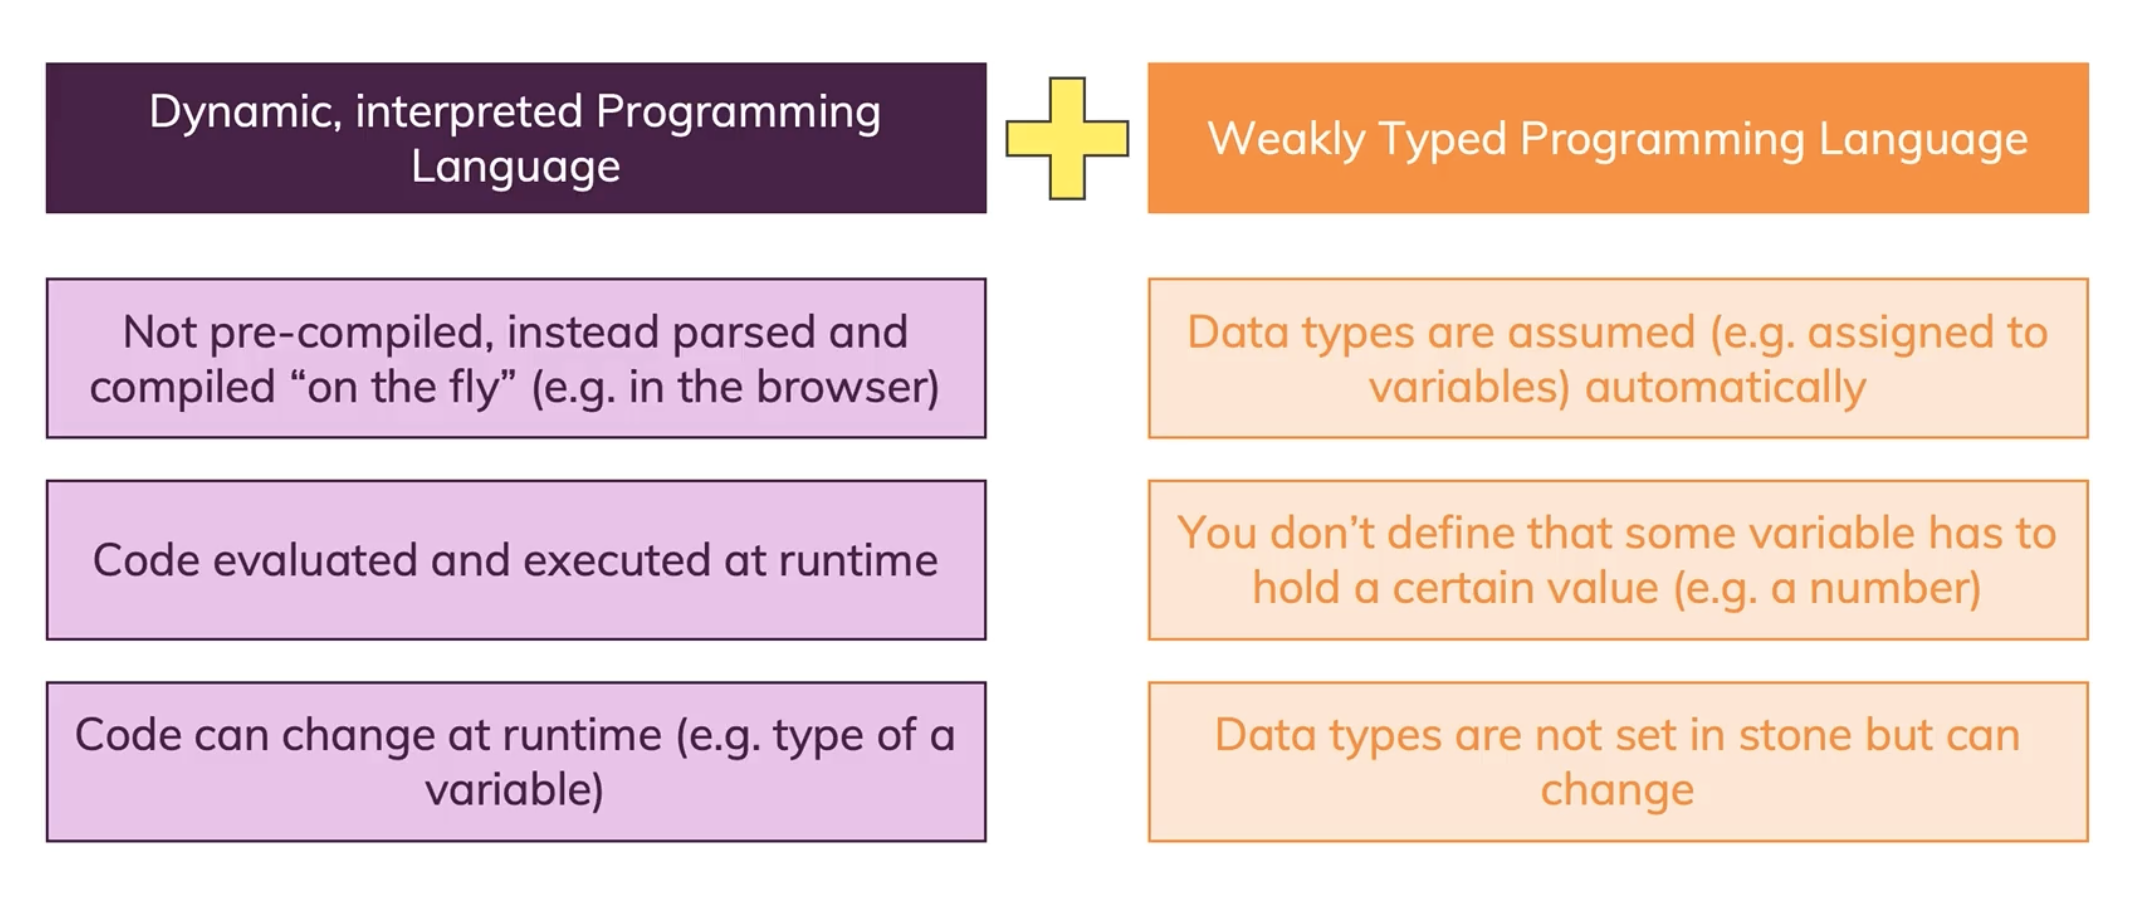 Dynamic, interpreted Programming
Language
Weakly Typed Programming Language
Not pre-compiled, instead parsed and
compiled “on the fly” (e.g. in the browser)
Data types are assumed (e.g. assigned to
variables) automatically
Code evaluated and executed at runtime
You don’t define that some variable has to
hold a certain value (e.g. a number)
Code can change at runtime (e.g. type of a
variable)
Data types are not set in stone but can
change